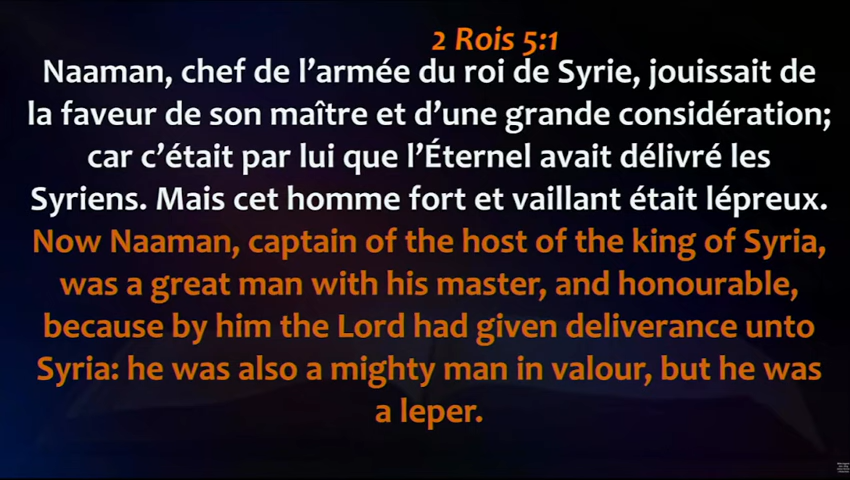 2 Rois 5:1
Naaman, chef de l’armée du roi de Syrie, jouissait de
la faveur de son maître et d’une grande considération;
car c’était par lui que l’Éternel avait délivré les
Syriens. Mais cet homme fort et vaillant était lépreux.
Now Naaman, captain of the host of the king of Syria,
was a great man with his master, and honourable,
because by him the Lord had given deliverance unto
Syria: he was also a mighty man in valour, but he was
a leper.